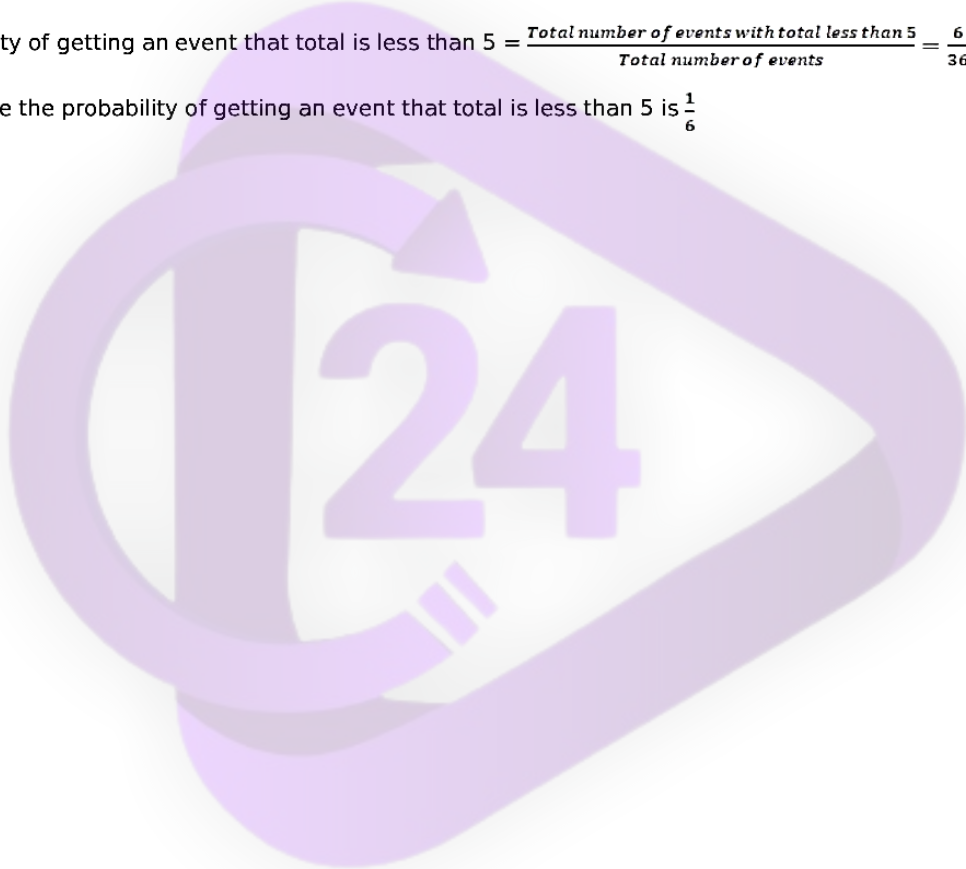 ty of getting an event that total is less than 5 = Total number of events with total less than 5 / Total number of events = 6/36
e the probability of getting an event that total is less than 5 is 1/6
24